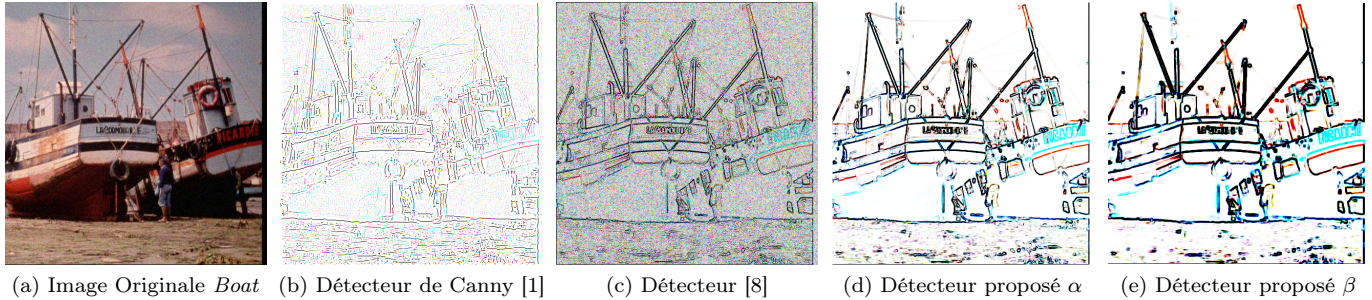 (a) Image Originale Boat
(b) Détecteur de Canny [1]
(c) Détecteur [8]
(d) Détecteur proposé α
(e) Détecteur proposé β